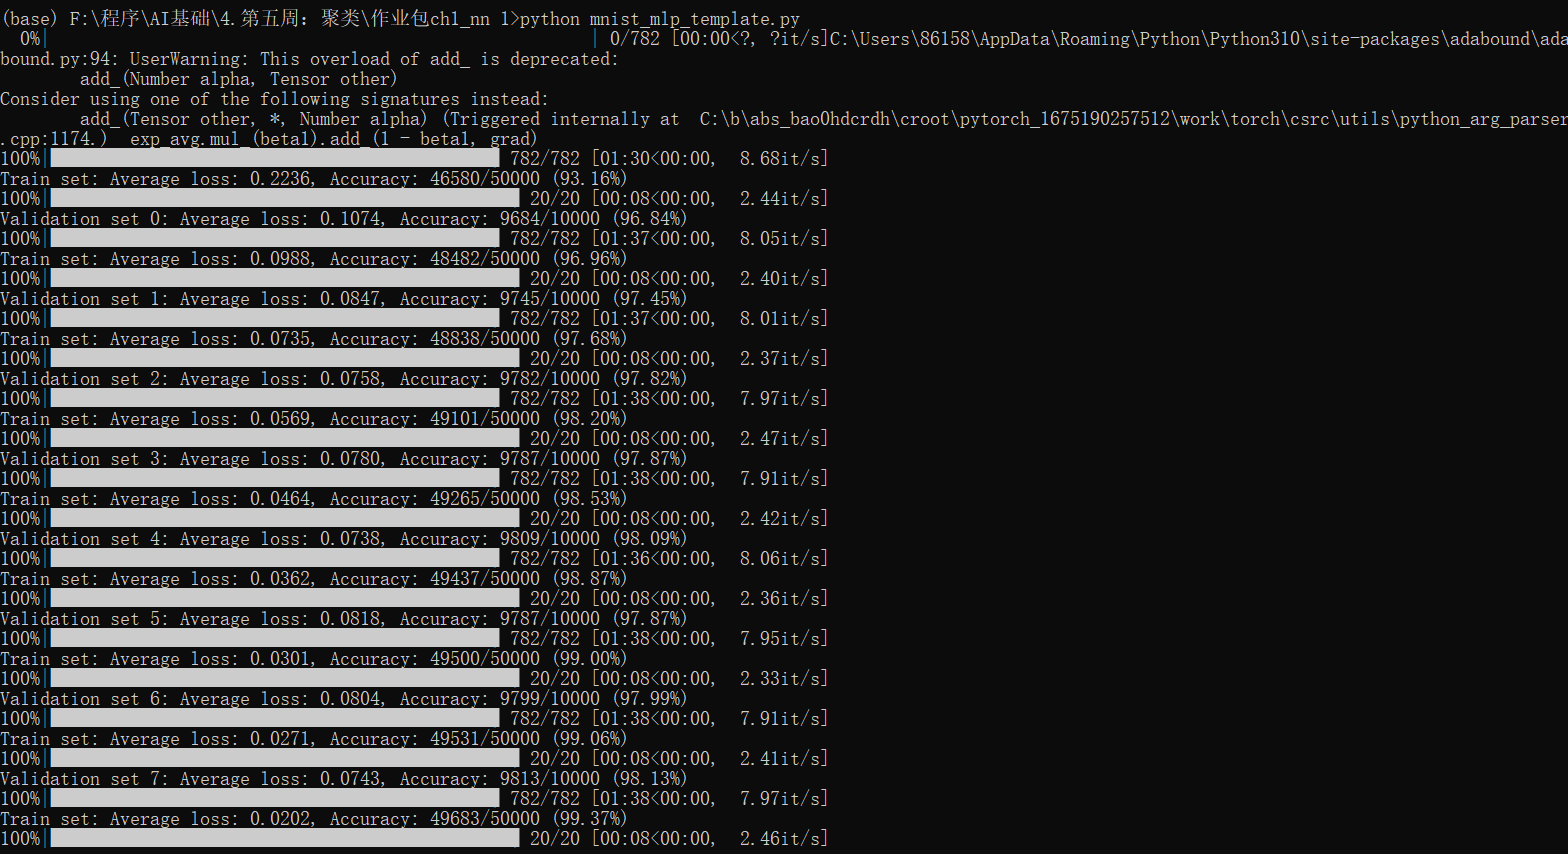 (base) F:\程序\AI基础\4.第五周：聚类\作业包ch1_nn 1>python mnist_mlp_template.py
0%| | 0/782 [00:00<?, ?it/s]C:\Users\86158\AppData\Roaming\Python\Python310\site-packages\adabound\ada
bound.py:94: UserWarning: This overload of add_ is deprecated:
add_(Number alpha, Tensor other)
Consider using one of the following signatures instead:
add_(Tensor other, *, Number alpha) (Triggered internally at C:\b\abs_bao0hdcrdh\croot\pytorch_1675190257512\work\torch\csrc\utils\python_arg_parser
.cpp:1174.) exp_avg.mul_(beta1).add_(1 - beta1, grad)
100%| 782/782 [01:30<00:00, 8.68it/s]
Train set: Average loss: 0.2236, Accuracy: 46580/50000 (93.16%)
100%| 20/20 [00:08<00:00, 2.44it/s]
Validation set 0: Average loss: 0.1074, Accuracy: 9684/10000 (96.84%)
100%| 782/782 [01:37<00:00, 8.05it/s]
Train set: Average loss: 0.0988, Accuracy: 48482/50000 (96.96%)
100%| 20/20 [00:08<00:00, 2.40it/s]
Validation set 1: Average loss: 0.0847, Accuracy: 9745/10000 (97.45%)
100%| 782/782 [01:37<00:00, 8.01it/s]
Train set: Average loss: 0.0735, Accuracy: 48838/50000 (97.68%)
100%| 20/20 [00:08<00:00, 2.37it/s]
Validation set 2: Average loss: 0.0758, Accuracy: 9782/10000 (97.82%)
100%| 782/782 [01:38<00:00, 7.97it/s]
Train set: Average loss: 0.0569, Accuracy: 49101/50000 (98.20%)
100%| 20/20 [00:08<00:00, 2.47it/s]
Validation set 3: Average loss: 0.0780, Accuracy: 9787/10000 (97.87%)
100%| 782/782 [01:38<00:00, 7.91it/s]
Train set: Average loss: 0.0464, Accuracy: 49265/50000 (98.53%)
100%| 20/20 [00:08<00:00, 2.42it/s]
Validation set 4: Average loss: 0.0738, Accuracy: 9809/10000 (98.09%)
100%| 782/782 [01:36<00:00, 8.06it/s]
Train set: Average loss: 0.0362, Accuracy: 49437/50000 (98.87%)
100%| 20/20 [00:08<00:00, 2.36it/s]
Validation set 5: Average loss: 0.0818, Accuracy: 9787/10000 (97.87%)
100%| 782/782 [01:38<00:00, 7.95it/s]
Train set: Average loss: 0.0301, Accuracy: 49500/50000 (99.00%)
100%| 20/20 [00:08<00:00, 2.33it/s]
Validation set 6: Average loss: 0.0804, Accuracy: 9799/10000 (97.99%)
100%| 782/782 [01:38<00:00, 7.91it/s]
Train set: Average loss: 0.0271, Accuracy: 49531/50000 (99.06%)
100%| 20/20 [00:08<00:00, 2.41it/s]
Validation set 7: Average loss: 0.0743, Accuracy: 9813/10000 (98.13%)
100%| 782/782 [01:38<00:00, 7.97it/s]
Train set: Average loss: 0.0202, Accuracy: 49683/50000 (99.37%)
100%| 20/20 [00:08<00:00, 2.46it/s]